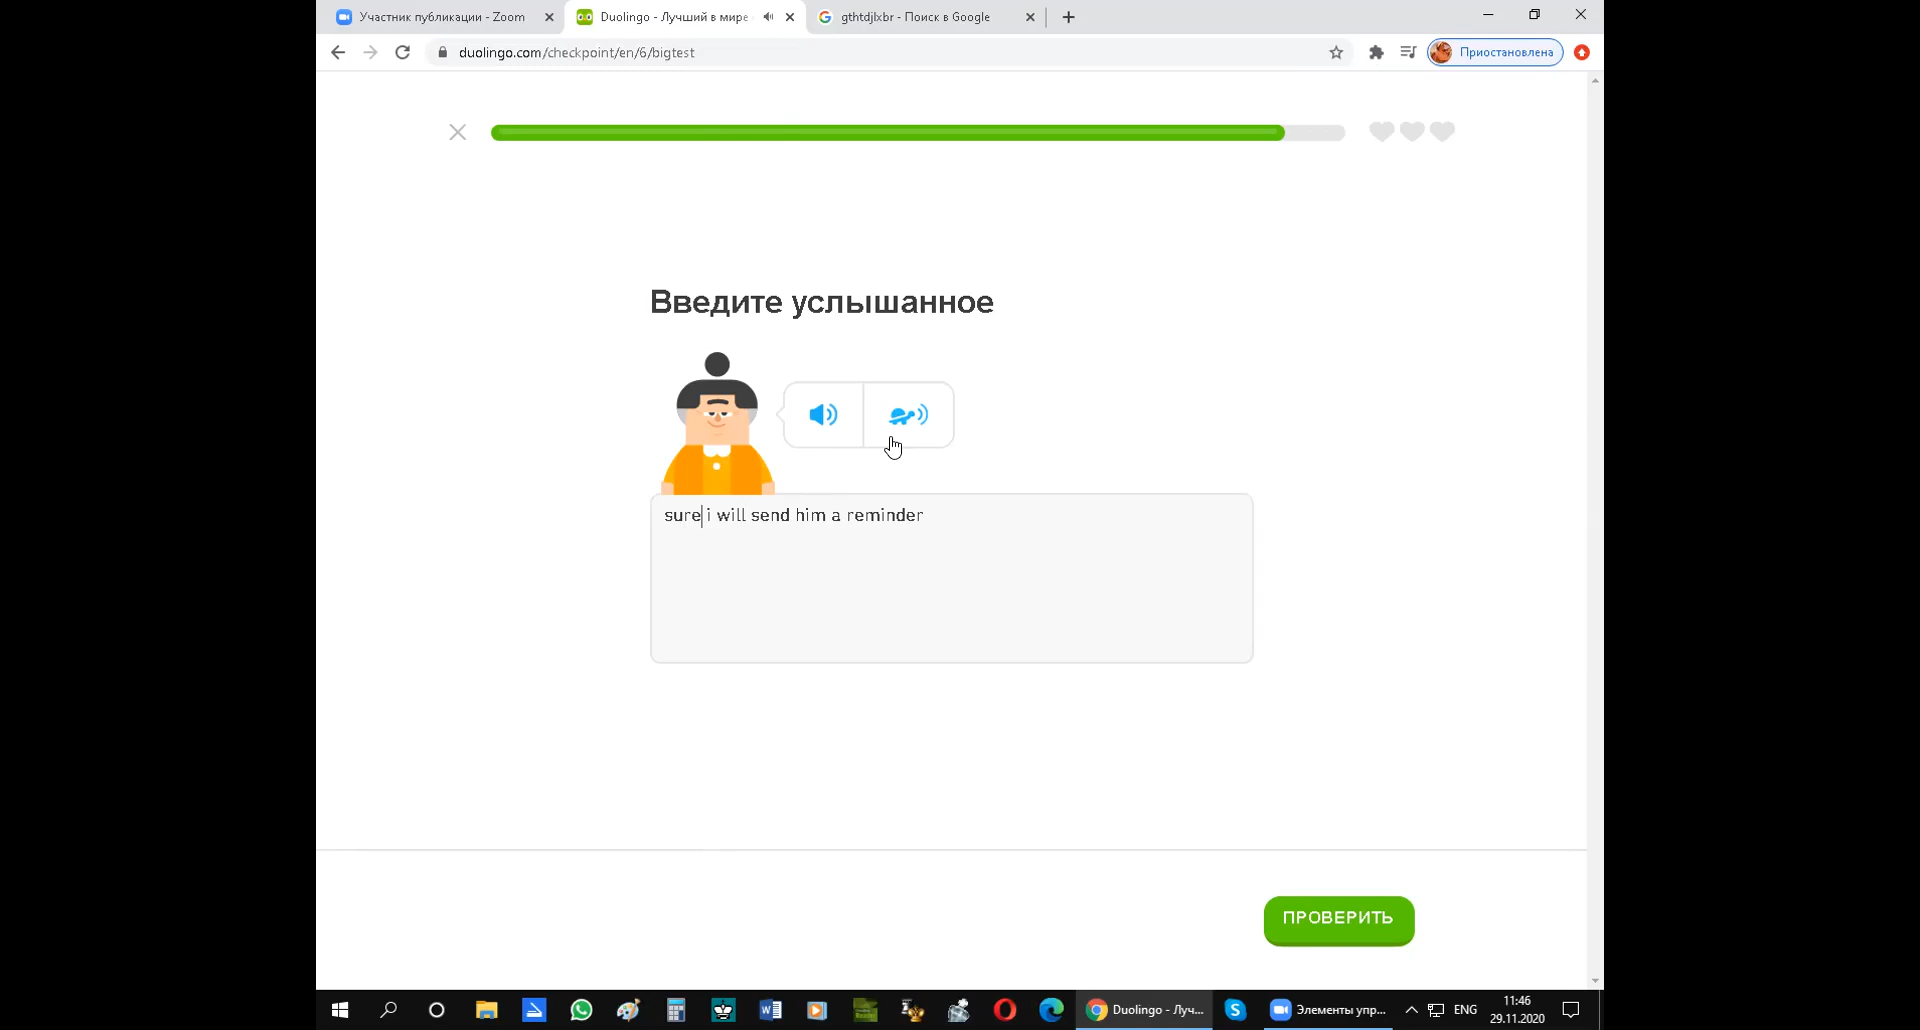 Участник публикации - Zoom
Duolingo - Лучший в мире
gthtdjlxbr - Поиск в Google
duolingo.com/checkpoint/en/6/bigtest
Приостановлена
Введите услышанное
sure i will send him a reminder
ПРОВЕРИТЬ
Duolingo - Луч...
Элементы упр...
ENG
11:46
29.11.2020